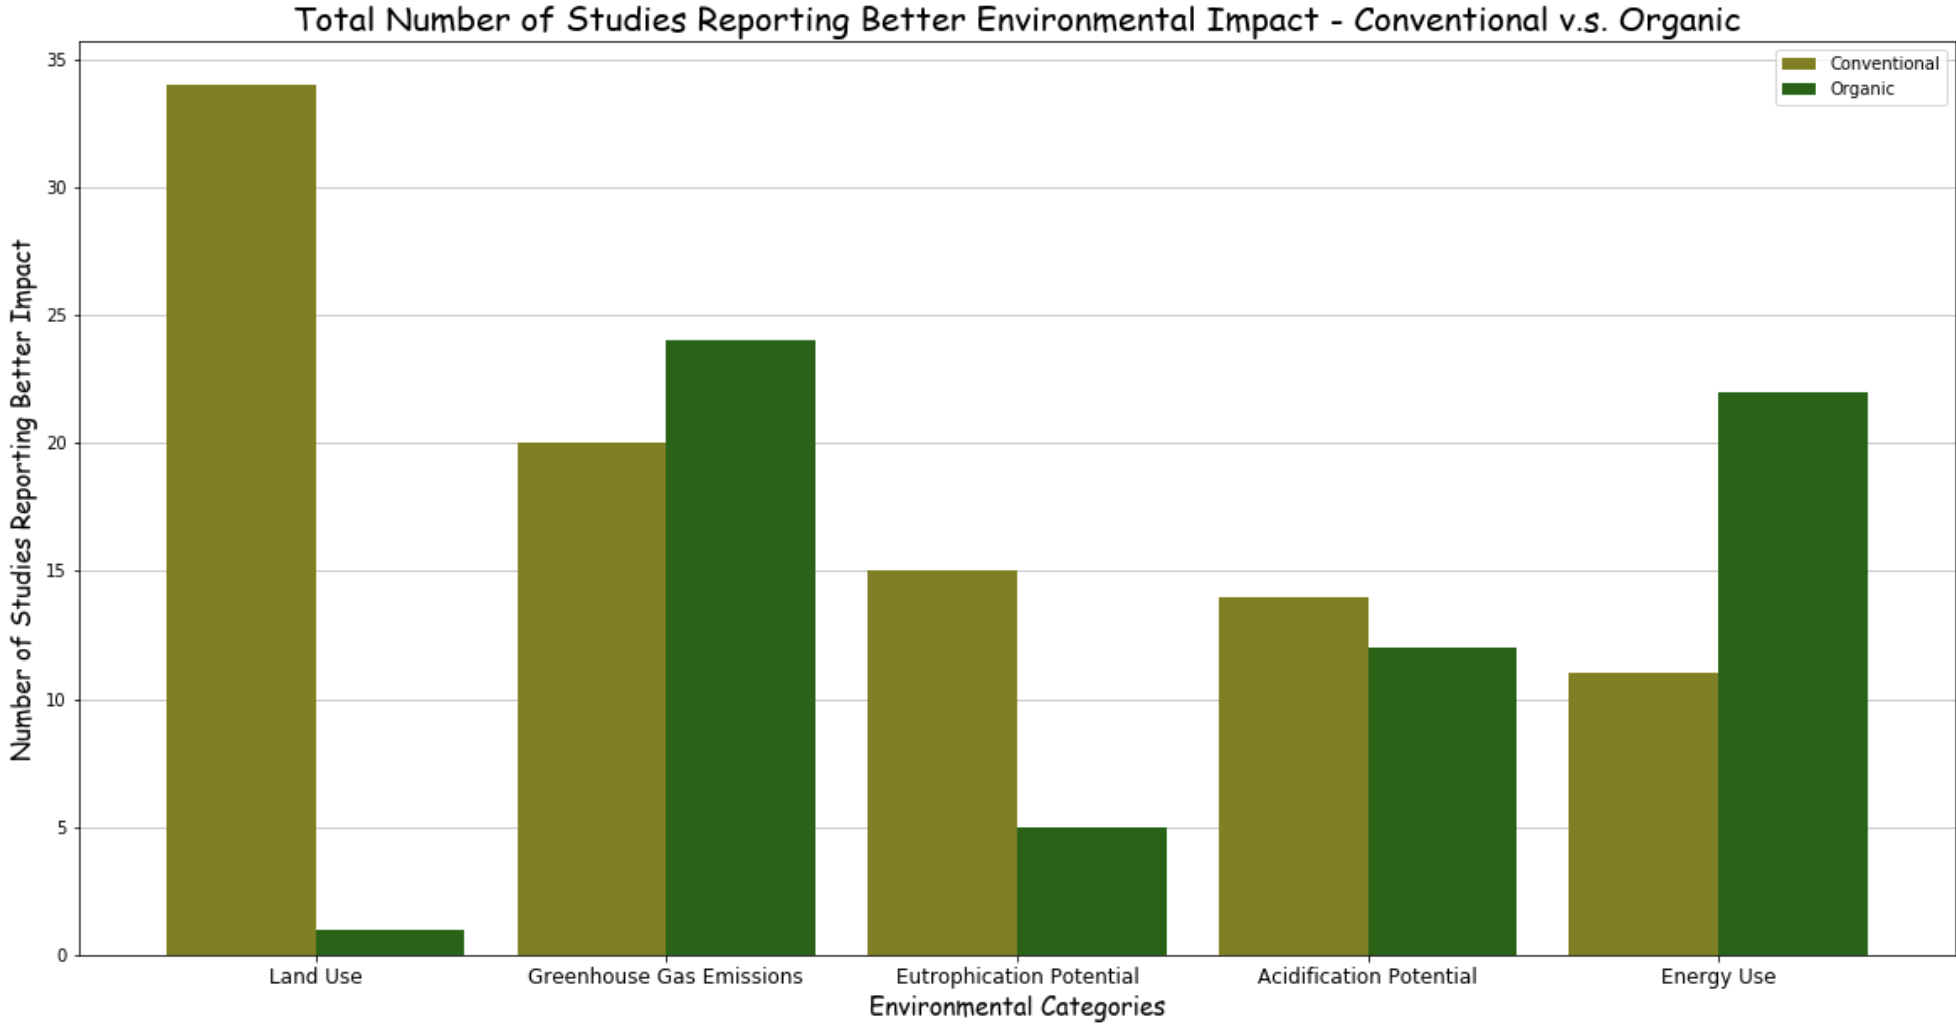 Total Number of Studies Reporting Better Environmental Impact - Conventional v.s. Organic
Conventional
Organic
Number of Studies Reporting Better Impact
35
30
25
20
15
10
5
0
Land Use
Greenhouse Gas Emissions
Eutrophication Potential
Acidification Potential
Energy Use
Environmental Categories